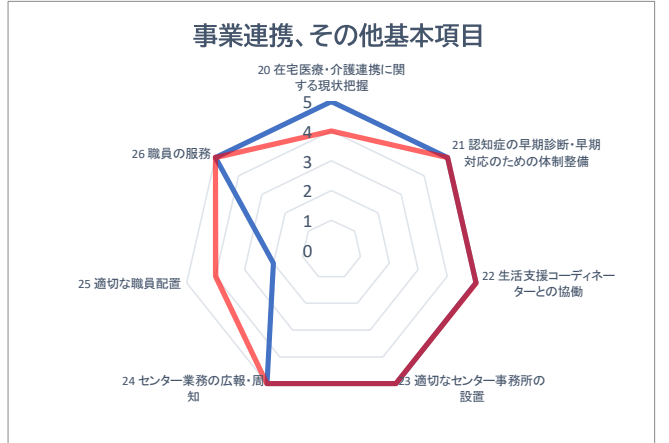 事業連携、その他基本項目
20 在宅医療・介護連携に関
する現状把握
5
4
3
2
1
0
21 認知症の早期診断・早期
対応のための体制整備
22 生活支援コーディネー
ターとの協働
23 適切なセンター事務所の
設置
24 センター業務の広報・周
知
25 適切な職員配置
26 職員の服務